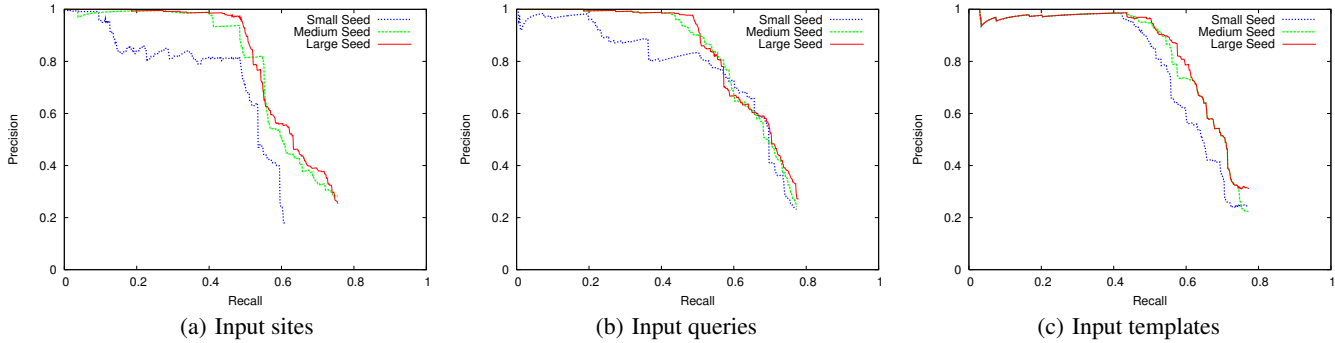 1
0.8
0.6
0.4
0.2
0
Precision
0 0.2 0.4 0.6 0.8 1
Recall
Small Seed
Medium Seed
Large Seed
(a) Input sites
1
0.8
0.6
0.4
0.2
0
Precision
0 0.2 0.4 0.6 0.8 1
Recall
Small Seed
Medium Seed
Large Seed
(b) Input queries
1
0.8
0.6
0.4
0.2
0
Precision
0 0.2 0.4 0.6 0.8 1
Recall
Small Seed
Medium Seed
Large Seed
(c) Input templates